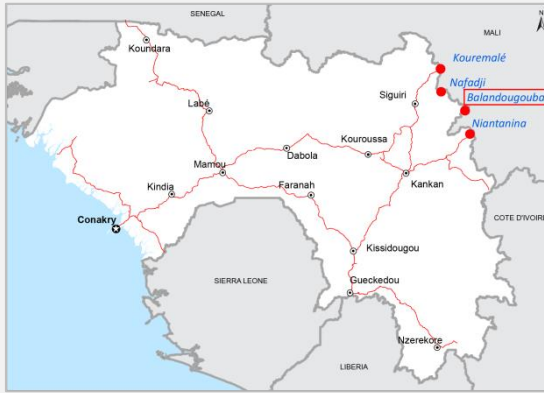 SENEGAL
N
MALI
Koundara
Kouremalé
Nafadji
Siguiri
Balandougouba
Labé
Niantanina
Kouroussa
Dabola
Mamou
Kankan
Kindia
Faranah
Conakry
COTE D'IVOIRE
Kissidougou
SIERRA LEONE
Gueckedou
Nzerekore
LIBERIA